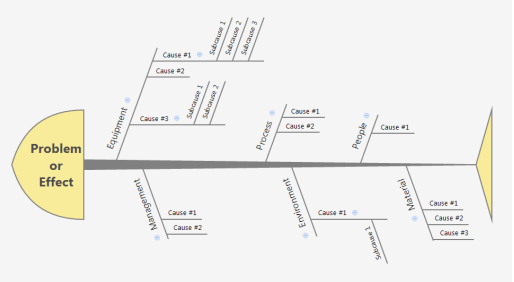 Problem
or
Effect
Equipment
Cause #1
Subcause 1
Subcause 2
Subcause 3
Cause #2
Cause #3
Subcause 1
Subcause 2
Process
Cause #1
Cause #2
People
Cause #1
Management
Cause #1
Cause #2
Environment
Cause #1
Subcause 1
Material
Cause #1
Cause #2
Cause #3